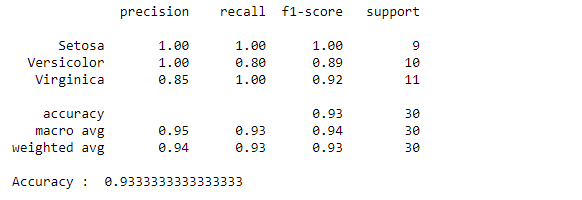 precision recall f1-score support
Setosa 1.00 1.00 1.00 9
Versicolor 1.00 0.80 0.89 10
Virginica 0.85 1.00 0.92 11
accuracy 0.93 30
macro avg 0.95 0.93 0.94 30
weighted avg 0.94 0.93 0.93 30
Accuracy : 0.9333333333333333